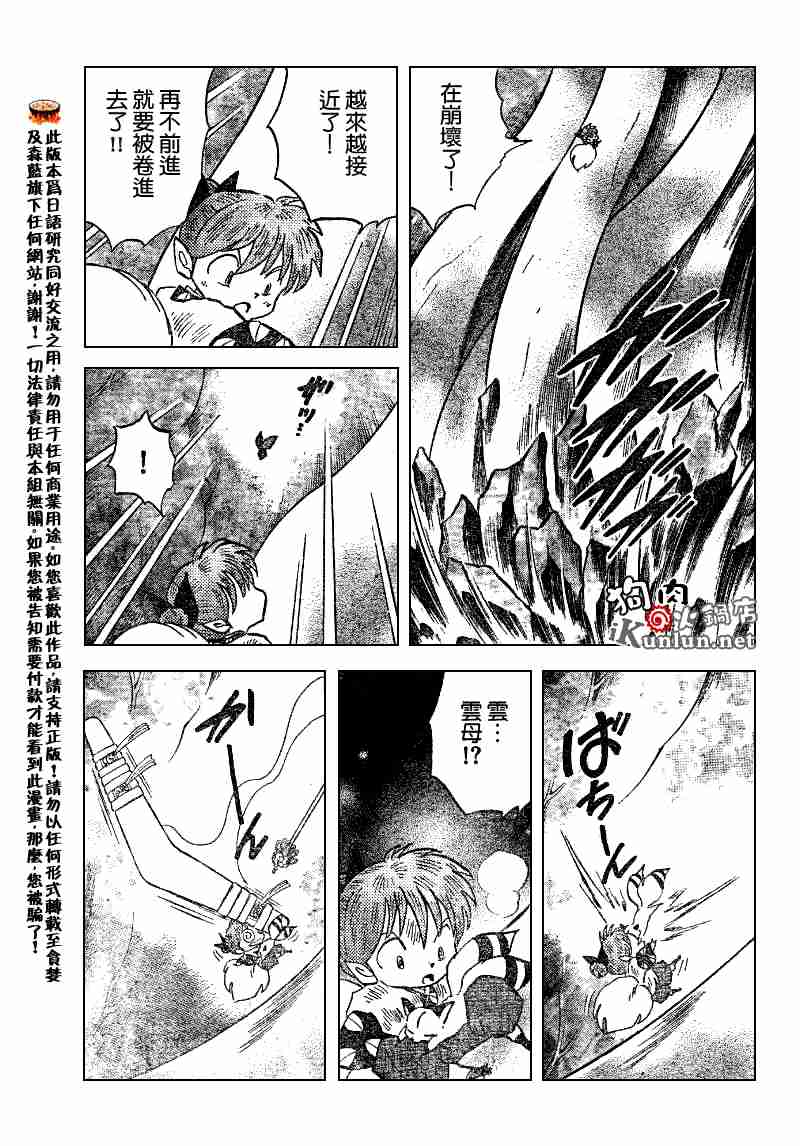 在崩壞了！
越來越接
近了！
再不前進
就要被卷進
去了!!
！
雲…
雲母!?
ばちーん
がーん
狗肉火鍋店
iKunlun.net
此版本爲日語研究同好交流之用，請勿用于任何商業用途。如您喜歡此作品，請支持正版！請勿以任何形式轉載至貪婪
及森藍旗下任何網站，謝謝！一切法律責任與本組無關。如果您被告知需要付款才能看到此漫畫，那麼，您被騙了！